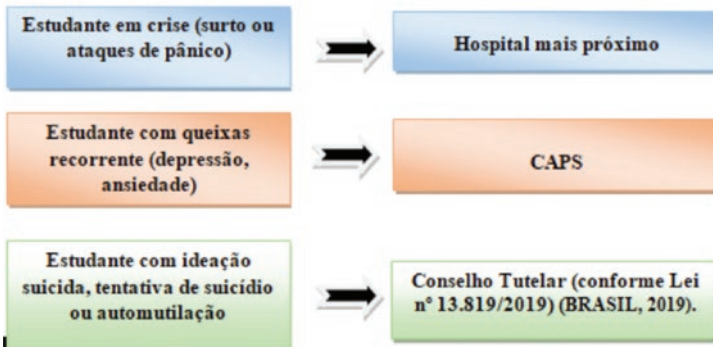 Estudante em crise (surto ou
ataques de pânico)
Hospital mais próximo
Estudante com queixas
recorrente (depressão,
ansiedade)
CAPS
Estudante com ideação
suicida, tentativa de suicídio
ou automutilação
Conselho Tutelar (conforme Lei
nº 13.819/2019) (BRASIL, 2019).